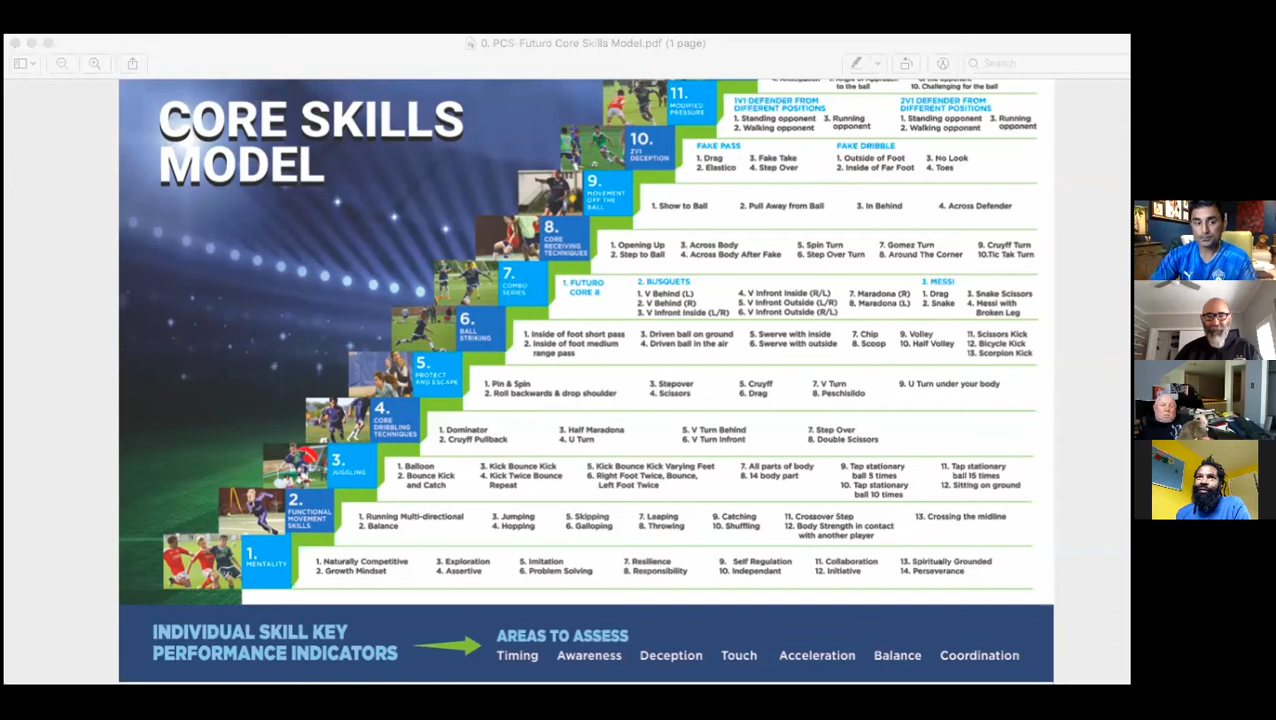 0. PCS-Futuro Core Skills Model.pdf (1 page)
Search
CORE SKILLS
MODEL
to the ball
10. Challenging for the ball
11.
MODIFIED
PRESSURE
1V1 DEFENDER FROM
DIFFERENT POSITIONS
1. Standing opponent
2. Walking opponent
3. Running
opponent
2V1 DEFENDER FROM
DIFFERENT POSITIONS
1. Standing opponent
2. Walking opponent
3. Running
opponent
10.
2V1
DECEPTION
FAKE PASS
1. Drag
2. Elastico
3. Fake Take
4. Step Over
FAKE DRIBBLE
1. Outside of Foot
2. Inside of Far Foot
3. No Look
4. Toes
9.
MOVEMENT
OFF THE
BALL
1. Show to Ball
2. Pull Away from Ball
3. In Behind
4. Across Defender
8.
CORE
RECEIVING
TECHNIQUES
1. Opening Up
2. Step to Ball
3. Across Body
4. Across Body After Fake
5. Spin Turn
6. Step Over Turn
7. Gomez Turn
8. Around The Corner
9. Cruyff Turn
10.Tic Tak Turn
7.
COMBO
SERIES
1. FUTURO
CORE 8
2. BUSQUETS
1. V Behind (L)
2. V Behind (R)
3. V Infront Inside (L/R)
4. V Infront Inside (R/L)
5. V Infront Outside (L/R)
6. V Infront Outside (R/L)
7. Maradona (R)
8. Maradona (L)
3. MESSI
1. Drag
2. Snake
3. Snake Scissors
4. Messi with
Broken Leg
6.
BALL
STRIKING
1. Inside of foot short pass
2. Inside of foot medium
range pass
3. Driven ball on ground
4. Driven ball in the air
5. Swerve with inside
6. Swerve with outside
7. Chip
8. Scoop
9. Volley
10. Half Volley
11. Scissors Kick
12. Bicycle Kick
13. Scorpion Kick
5.
PROTECT
AND ESCAPE
1. Pin & Spin
2. Roll backwards & drop shoulder
3. Stepover
4. Scissors
5. Cruyff
6. Drag
7. V Turn
8. Peschisildo
9. U Turn under your body
4.
CORE
DRIBBLING
TECHNIQUES
1. Dominator
2. Cruyff Pullback
3. Half Maradona
4. U Turn
5. V Turn Behind
6. V Turn Infront
7. Step Over
8. Double Scissors
3.
JUGGLING
1. Balloon
2. Bounce Kick
and Catch
3. Kick Bounce Kick
4. Kick Twice Bounce
Repeat
5. Kick Bounce Kick Varying Feet
6. Right Foot Twice, Bounce,
Left Foot Twice
7. All parts of body
8. 14 body part
9. Tap stationary
ball 5 times
10. Tap stationary
ball 10 times
11. Tap stationary
ball 15 times
12. Sitting on ground
2.
FUNCTIONAL
MOVEMENT
SKILLS
1. Running Multi-directional
2. Balance
3. Jumping
4. Hopping
5. Skipping
6. Galloping
7. Leaping
8. Throwing
9. Catching
10. Shuffling
11. Crossover Step
12. Body Strength in contact
with another player
13. Crossing the midline
1.
MENTALITY
1. Naturally Competitive
2. Growth Mindset
3. Exploration
4. Assertive
5. Imitation
6. Problem Solving
7. Resilience
8. Responsibility
9. Self Regulation
10. Independant
11. Collaboration
12. Initiative
13. Spiritually Grounded
14. Perseverance
INDIVIDUAL SKILL KEY
PERFORMANCE INDICATORS
AREAS TO ASSESS
Timing Awareness Deception Touch Acceleration Balance Coordination